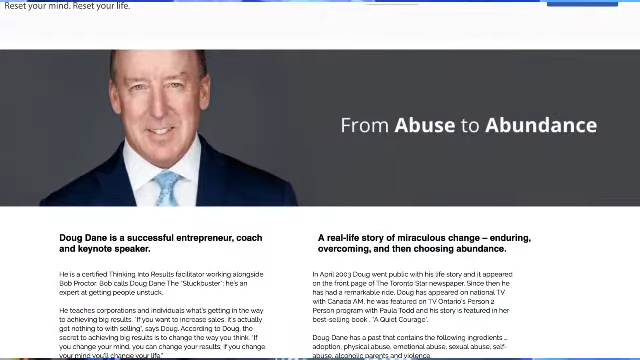 Reset your mind. Reset your life.
From Abuse to Abundance
Doug Dane is a successful entrepreneur, coach
and keynote speaker.
He is a certified Thinking Into Results facilitator working alongside
Bob Proctor. Bob calls Doug Dane The "Stuckbuster"; he's an
expert at getting people unstuck.
He teaches corporations and individuals what's getting in the way
to achieving big results. "If you want to increase sales, it's actually
got nothing to with selling", says Doug. According to Doug, the
secret to achieving big results is to change the way you think. "If
you change your mind, you can change your results; if you change
your mind you'll change your life."
A real-life story of miraculous change – enduring,
overcoming, and then choosing abundance.
In April 2003 Doug went public with his life story and it appeared
on the front page of The Toronto Star newspaper. Since then he
has had a remarkable ride. Doug has appeared on national TV
with Canada AM, he was featured on TV Ontario's Person 2
Person program with Paula Todd and his story is featured in her
best-selling book . "A Quiet Courage".
Doug Dane has a past that contains the following ingredients ...
adoption, physical abuse, emotional abuse, sexual abuse, self-
abuse, alcoholic parents and violence